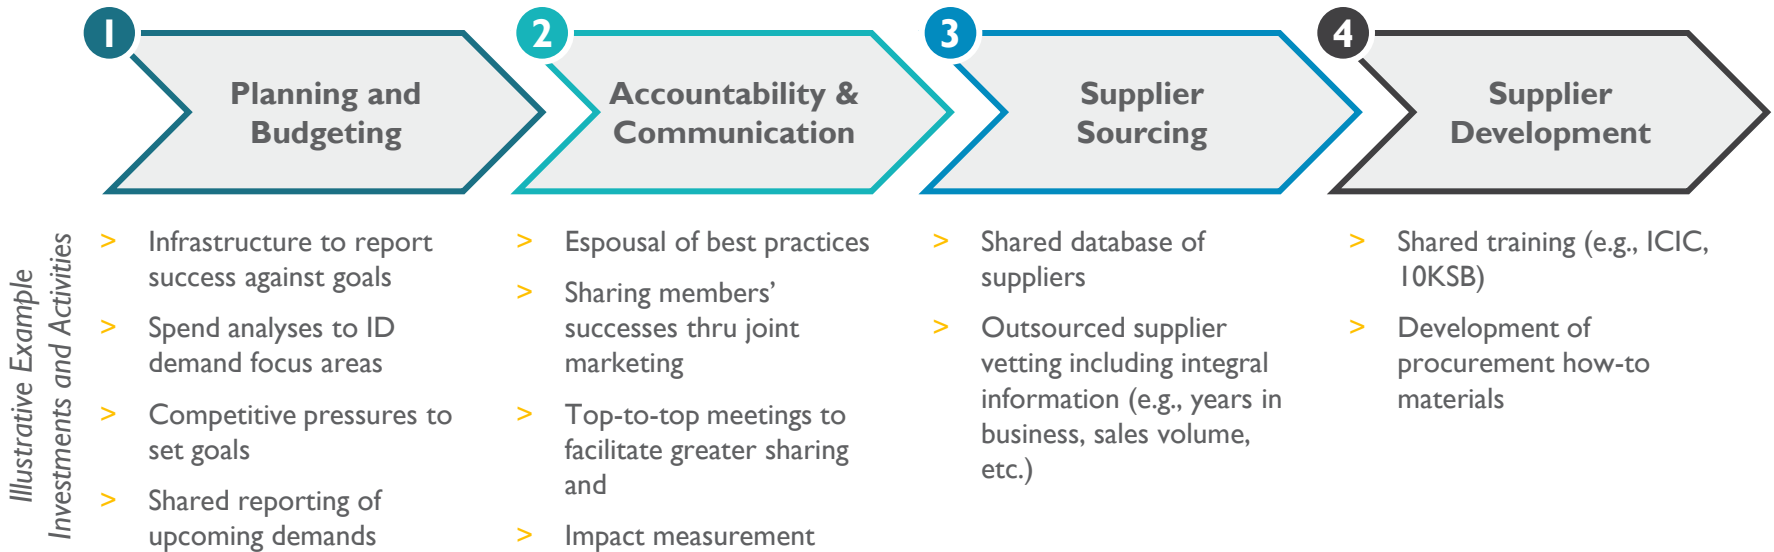 1
Planning and
Budgeting
2
Accountability &
Communication
3
Supplier
Sourcing
4
Supplier
Development
Illustrative Example
Investments and Activities
> Infrastructure to report
success against goals
> Spend analyses to ID
demand focus areas
> Competitive pressures to
set goals
> Shared reporting of
upcoming demands
> Espousal of best practices
> Sharing members’
successes thru joint
marketing
> Top-to-top meetings to
facilitate greater sharing
and
> Impact measurement
> Shared database of
suppliers
> Outsourced supplier
vetting including integral
information (e.g., years in
business, sales volume,
etc.)
> Shared training (e.g., ICIC,
10KSB)
> Development of
procurement how-to
materials